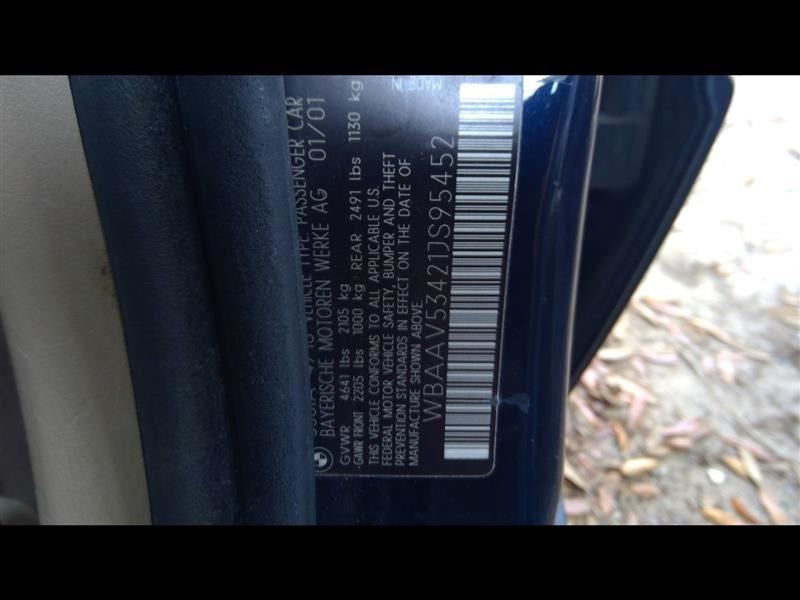 VEHICLE TYPE PASSENGER CAR
BAYERISCHE MOTOREN WERKE AG 01/01
GVWR 4641 lbs 2105 kg
GAWR FRONT 2205 lbs 1000 kg REAR 2491 lbs 1130 kg
THIS VEHICLE CONFORMS TO ALL APPLICABLE U.S.
FEDERAL MOTOR VEHICLE SAFETY, BUMPER AND THEFT
PREVENTION STANDARDS IN EFFECT ON THE DATE OF
MANUFACTURE SHOWN ABOVE.
WBAAV53421JS95452
MADE IN